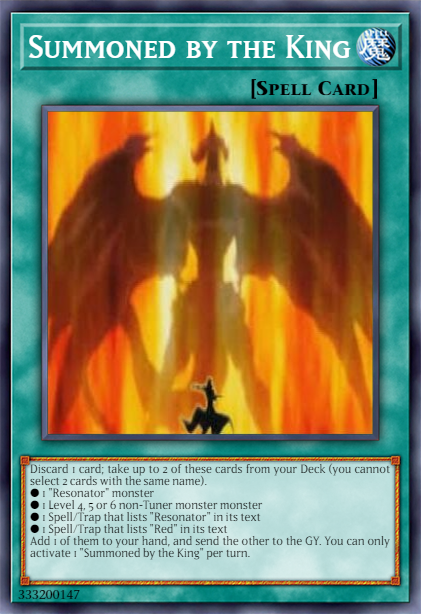 SUMMONED BY THE KING 魔
[SPELL CARD]
Discard 1 card; take up to 2 of these cards from your Deck (you cannot
select 2 cards with the same name).
● 1 "Resonator" monster
● 1 Level 4, 5 or 6 non-Tuner monster monster
● 1 Spell/Trap that lists "Resonator" in its text
● 1 Spell/Trap that lists "Red" in its text
Add 1 of them to your hand, and send the other to the GY. You can only
activate 1 "Summoned by the King" per turn.
333200147